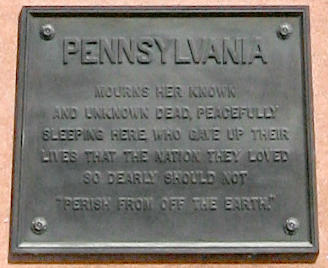 PENNSYLVANIA
MOURNS HER KNOWN
AND UNKNOWN DEAD, PEACEFULLY
SLEEPING HERE, WHO GAVE UP THEIR
LIVES THAT THE NATION THEY LOVED
SO DEARLY SHOULD NOT
"PERISH FROM OFF THE EARTH."